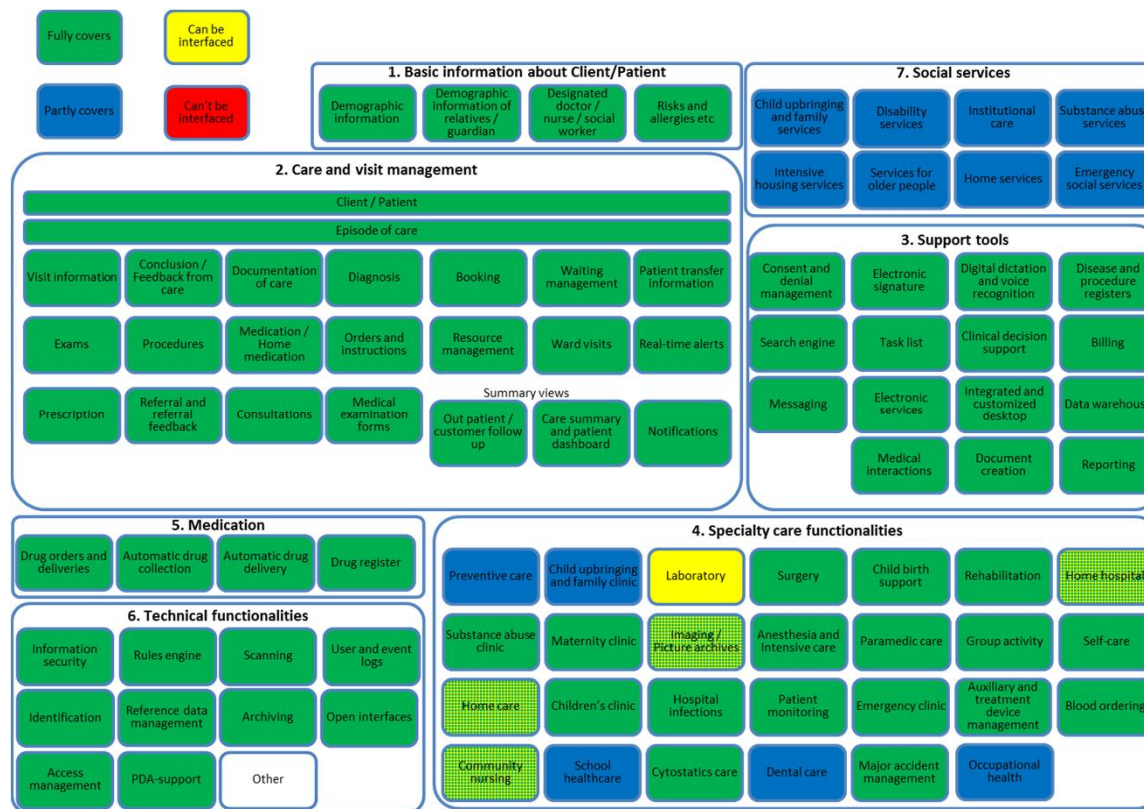 Fully covers
Can be
interfaced
Partly covers
Can't be
interfaced
1. Basic information about Client/Patient
Demographic
information
Demographic
information of
relatives /
guardian
Designated
doctor /
nurse / social
worker
Risks and
allergies etc
7. Social services
Child upbringing
and family
services
Disability
services
Institutional
care
Substance abuse
services
Intensive
housing services
Services for
older people
Home services
Emergency
social services
2. Care and visit management
Client / Patient
Episode of care
Visit information
Conclusion /
Feedback from
care
Documentation
of care
Diagnosis
Booking
Waiting
management
Patient transfer
information
Exams
Procedures
Medication /
Home
medication
Orders and
instructions
Resource
management
Ward visits
Real-time alerts
Summary views
Prescription
Referral and
referral
feedback
Consultations
Medical
examination
forms
Out patient /
customer follow
up
Care summary
and patient
dashboard
Notifications
3. Support tools
Consent and
denial
management
Electronic
signature
Digital dictation
and voice
recognition
Disease and
procedure
registers
Search engine
Task list
Clinical decision
support
Billing
Messaging
Electronic
services
Integrated and
customized
desktop
Data warehouse
Medical
interactions
Document
creation
Reporting
5. Medication
Drug orders and
deliveries
Automatic drug
collection
Automatic drug
delivery
Drug register
6. Technical functionalities
Information
security
Rules engine
Scanning
User and event
logs
Identification
Reference data
management
Archiving
Open interfaces
Access
management
PDA-support
Other
4. Specialty care functionalities
Preventive care
Child upbringing
and family clinic
Laboratory
Surgery
Child birth
support
Rehabilitation
Home hospital
Substance abuse
clinic
Maternity clinic
Imaging /
Picture archives
Anesthesia and
Intensive care
Paramedic care
Group activity
Self-care
Home care
Children's clinic
Hospital
infections
Patient
monitoring
Emergency clinic
Auxiliary and
treatment
device
management
Blood ordering
Community
nursing
School
healthcare
Cytostatics care
Dental care
Major accident
management
Occupational
health